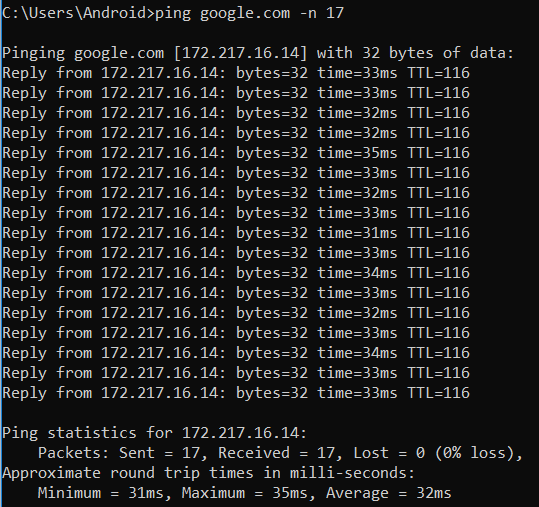 C:\Users\Android>ping google.com -n 17
Pinging google.com [172.217.16.14] with 32 bytes of data:
Reply from 172.217.16.14: bytes=32 time=33ms TTL=116
Reply from 172.217.16.14: bytes=32 time=33ms TTL=116
Reply from 172.217.16.14: bytes=32 time=32ms TTL=116
Reply from 172.217.16.14: bytes=32 time=32ms TTL=116
Reply from 172.217.16.14: bytes=32 time=35ms TTL=116
Reply from 172.217.16.14: bytes=32 time=33ms TTL=116
Reply from 172.217.16.14: bytes=32 time=32ms TTL=116
Reply from 172.217.16.14: bytes=32 time=33ms TTL=116
Reply from 172.217.16.14: bytes=32 time=31ms TTL=116
Reply from 172.217.16.14: bytes=32 time=33ms TTL=116
Reply from 172.217.16.14: bytes=32 time=34ms TTL=116
Reply from 172.217.16.14: bytes=32 time=33ms TTL=116
Reply from 172.217.16.14: bytes=32 time=32ms TTL=116
Reply from 172.217.16.14: bytes=32 time=33ms TTL=116
Reply from 172.217.16.14: bytes=32 time=34ms TTL=116
Reply from 172.217.16.14: bytes=32 time=33ms TTL=116
Reply from 172.217.16.14: bytes=32 time=33ms TTL=116
Ping statistics for 172.217.16.14:
    Packets: Sent = 17, Received = 17, Lost = 0 (0% loss),
Approximate round trip times in milli-seconds:
    Minimum = 31ms, Maximum = 35ms, Average = 32ms